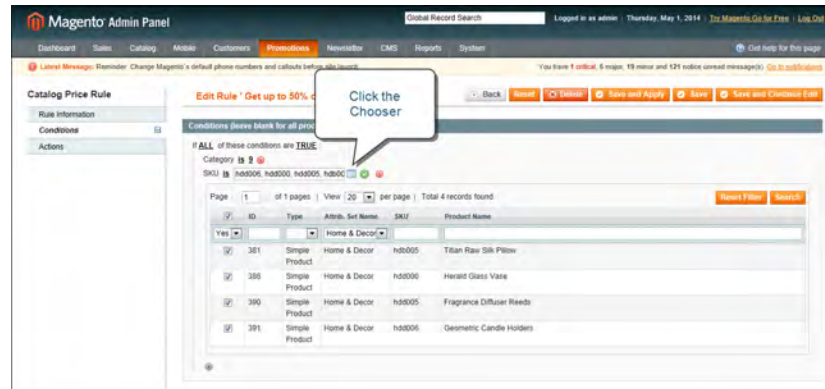 Magento Admin Panel
Global Record Search
Logged in as admin | Thursday, May 1, 2014 | Try Magento Go for Free | Log Out
Dashboard Sales Catalog Mobile Customers Promotions Newsletter CMS Reports System
Get help for this page
Latest Message: Reminder: Change Magento's default phone numbers and callouts before site launch
You have 1 critical, 5 major, 19 minor and 121 notice unread message(s). Go to notifications
Catalog Price Rule
Rule Information
Conditions
Actions
Edit Rule ' Get up to 50%
Back Reset Delete Save and Apply Save Save and Continue Edit
Click the
Chooser
Conditions (leave blank for all
If ALL of these conditions are TRUE
Category is 9
SKU is hdd006, hdd000, hdd005, hdb00
Page 1 of 1 pages | View 20 per page | Total 4 records found
Reset Filter Search
ID Type Attrib. Set Name SKU Product Name
Yes Home & Decor
381 Simple Product Home & Decor hdb005 Titian Raw Silk Pillow
386 Simple Product Home & Decor hdd000 Herald Glass Vase
390 Simple Product Home & Decor hdd005 Fragrance Diffuser Reeds
391 Simple Product Home & Decor hdd006 Geometric Candle Holders